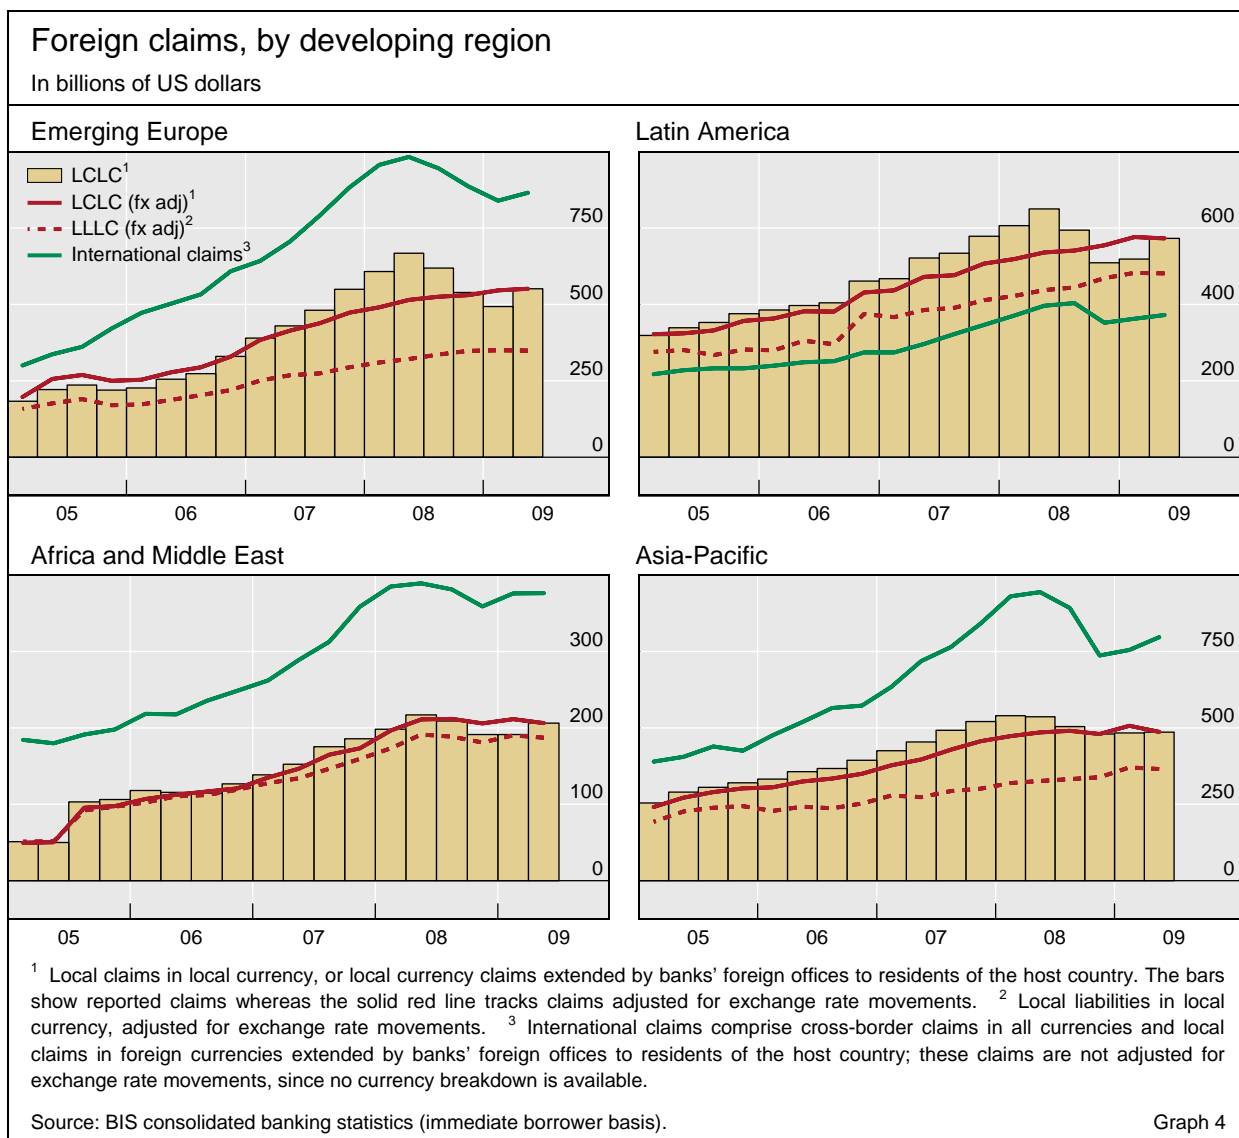 Foreign claims, by developing region
In billions of US dollars
Emerging Europe
LCLC1
LCLC (fx adj)1
LLLC (fx adj)2
International claims3
750
500
250
0
05 06 07 08 09
Latin America
600
400
200
0
05 06 07 08 09
Africa and Middle East
300
200
100
0
05 06 07 08 09
Asia-Pacific
750
500
250
0
05 06 07 08 09
1 Local claims in local currency, or local currency claims extended by banks’ foreign offices to residents of the host country. The bars
show reported claims whereas the solid red line tracks claims adjusted for exchange rate movements. 2 Local liabilities in local
currency, adjusted for exchange rate movements. 3 International claims comprise cross-border claims in all currencies and local
claims in foreign currencies extended by banks’ foreign offices to residents of the host country; these claims are not adjusted for
exchange rate movements, since no currency breakdown is available.
Source: BIS consolidated banking statistics (immediate borrower basis). Graph 4